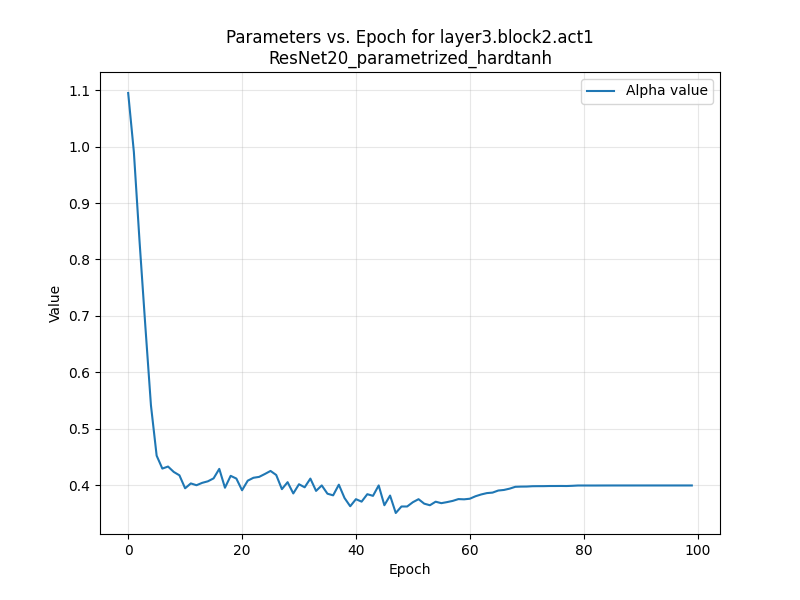 Parameters vs. Epoch for layer3.block2.act1
ResNet20_parametrized_hardtanh
Alpha value
1.1
1.0
0.9
0.8
0.7
0.6
0.5
0.4
Value
0 20 40 60 80 100
Epoch